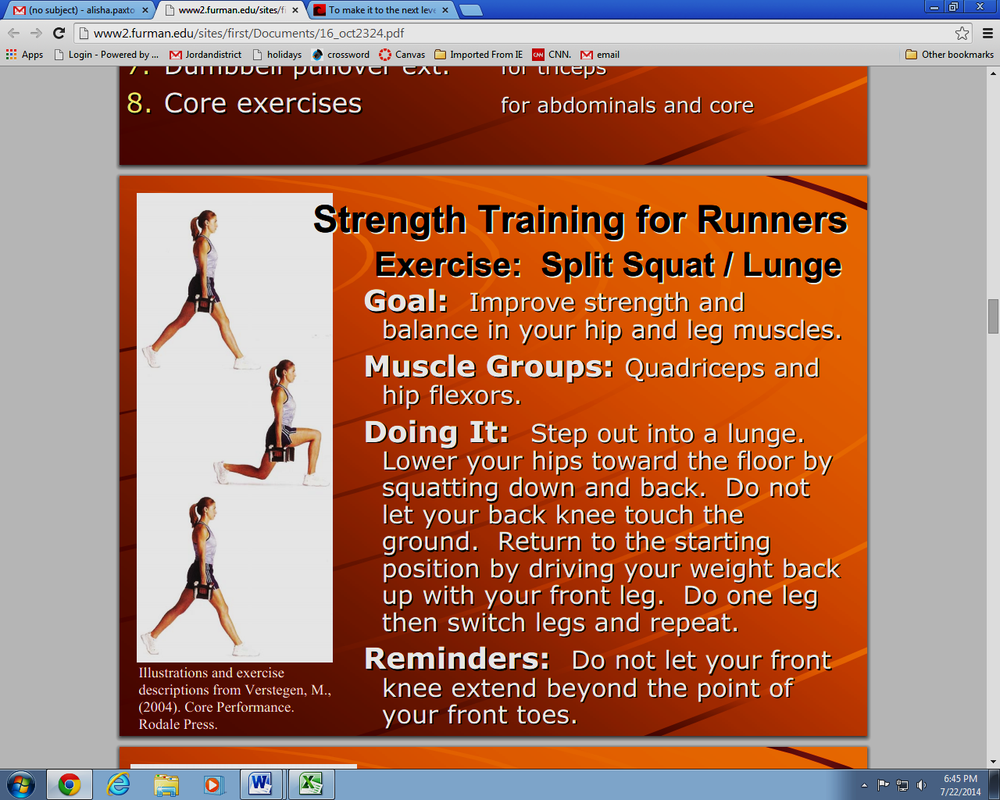 (no subject) - alisha.paxto
www2.furman.edu/sites/fi
To make it to the next leve
www2.furman.edu/sites/first/Documents/16_oct2324.pdf
Apps Login - Powered by ... Jordandistrict holidays crossword Canvas Imported From IE CNN CNN. email Other bookmarks
7. Dumbbell pullover ext. for triceps
8. Core exercises for abdominals and core
Strength Training for Runners
Exercise: Split Squat / Lunge
Goal: Improve strength and
balance in your hip and leg muscles.
Muscle Groups: Quadriceps and
hip flexors.
Doing It: Step out into a lunge.
Lower your hips toward the floor by
squatting down and back. Do not
let your back knee touch the
ground. Return to the starting
position by driving your weight back
up with your front leg. Do one leg
then switch legs and repeat.
Reminders: Do not let your front
knee extend beyond the point of
your front toes.
Illustrations and exercise
descriptions from Verstegen, M.,
(2004). Core Performance.
Rodale Press.
6:45 PM
7/22/2014